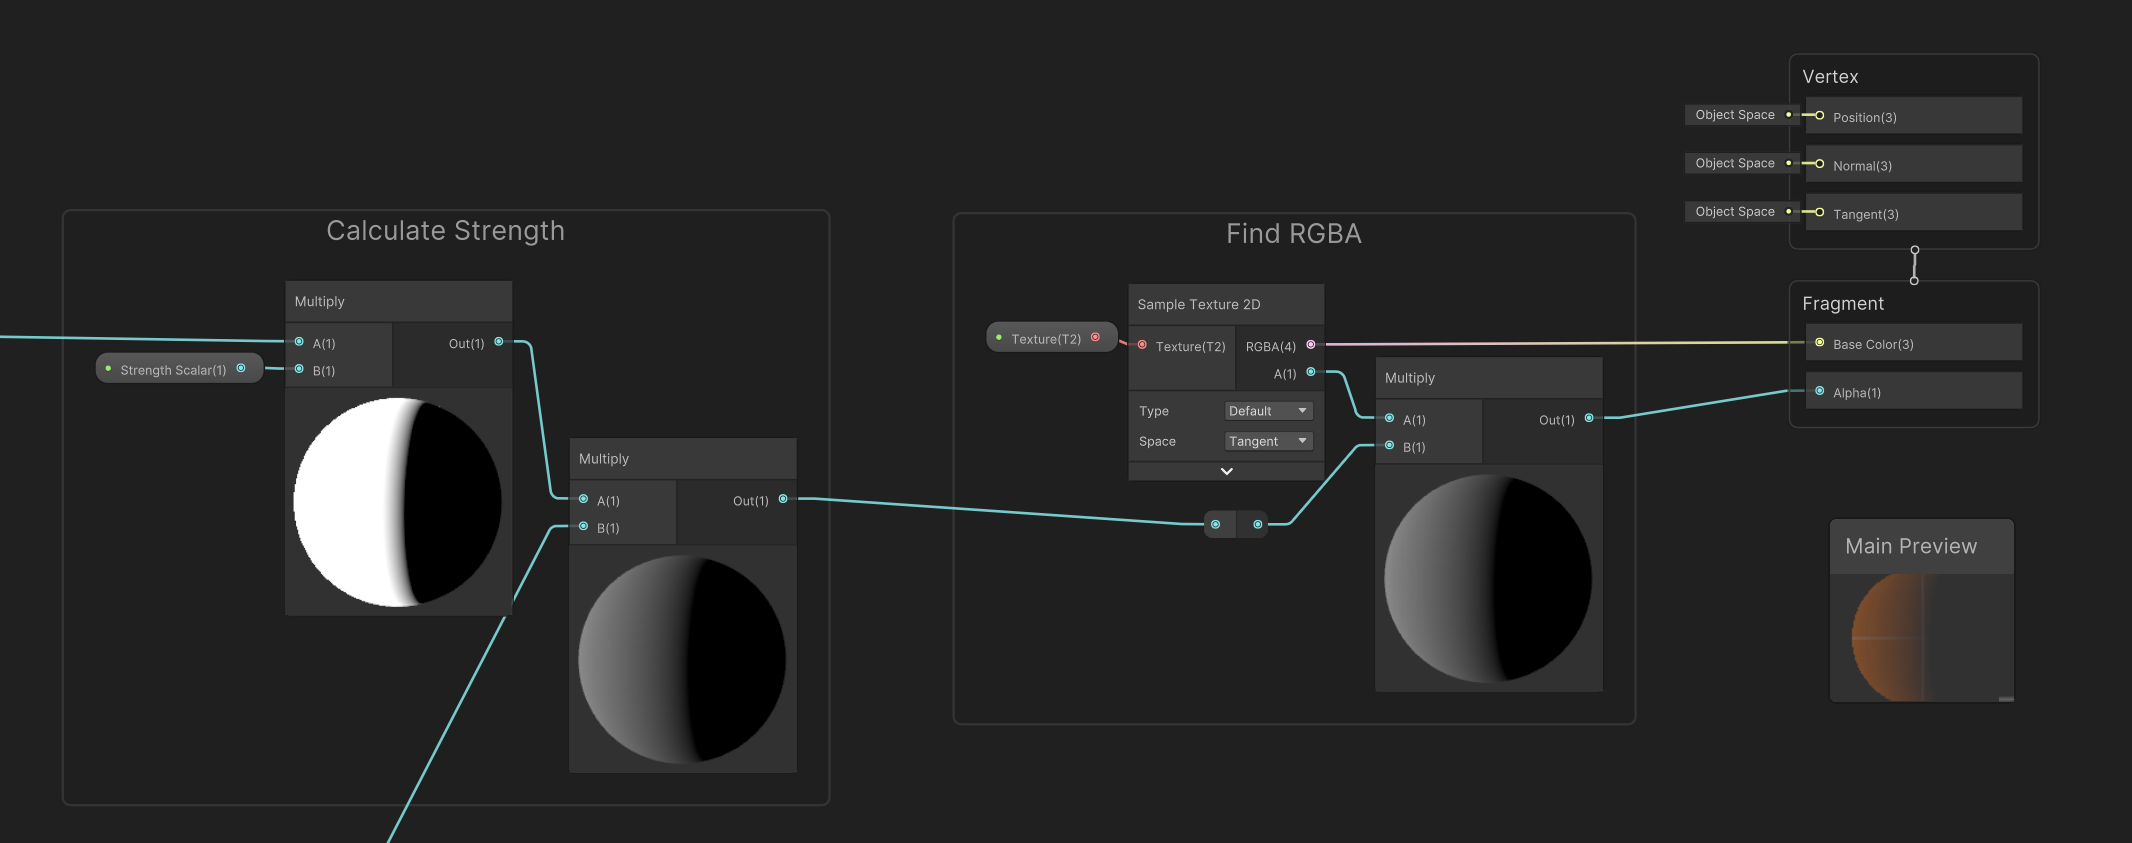 Calculate Strength
Multiply
A(1)
Out(1)
Strength Scalar(1)
B(1)
Multiply
A(1)
Out(1)
B(1)
Find RGBA
Sample Texture 2D
Texture(T2)
Texture(T2)
RGBA(4)
A(1)
Type
Default
Space
Tangent
Multiply
A(1)
Out(1)
B(1)
Vertex
Object Space
Position(3)
Object Space
Normal(3)
Object Space
Tangent(3)
Fragment
Base Color(3)
Alpha(1)
Main Preview